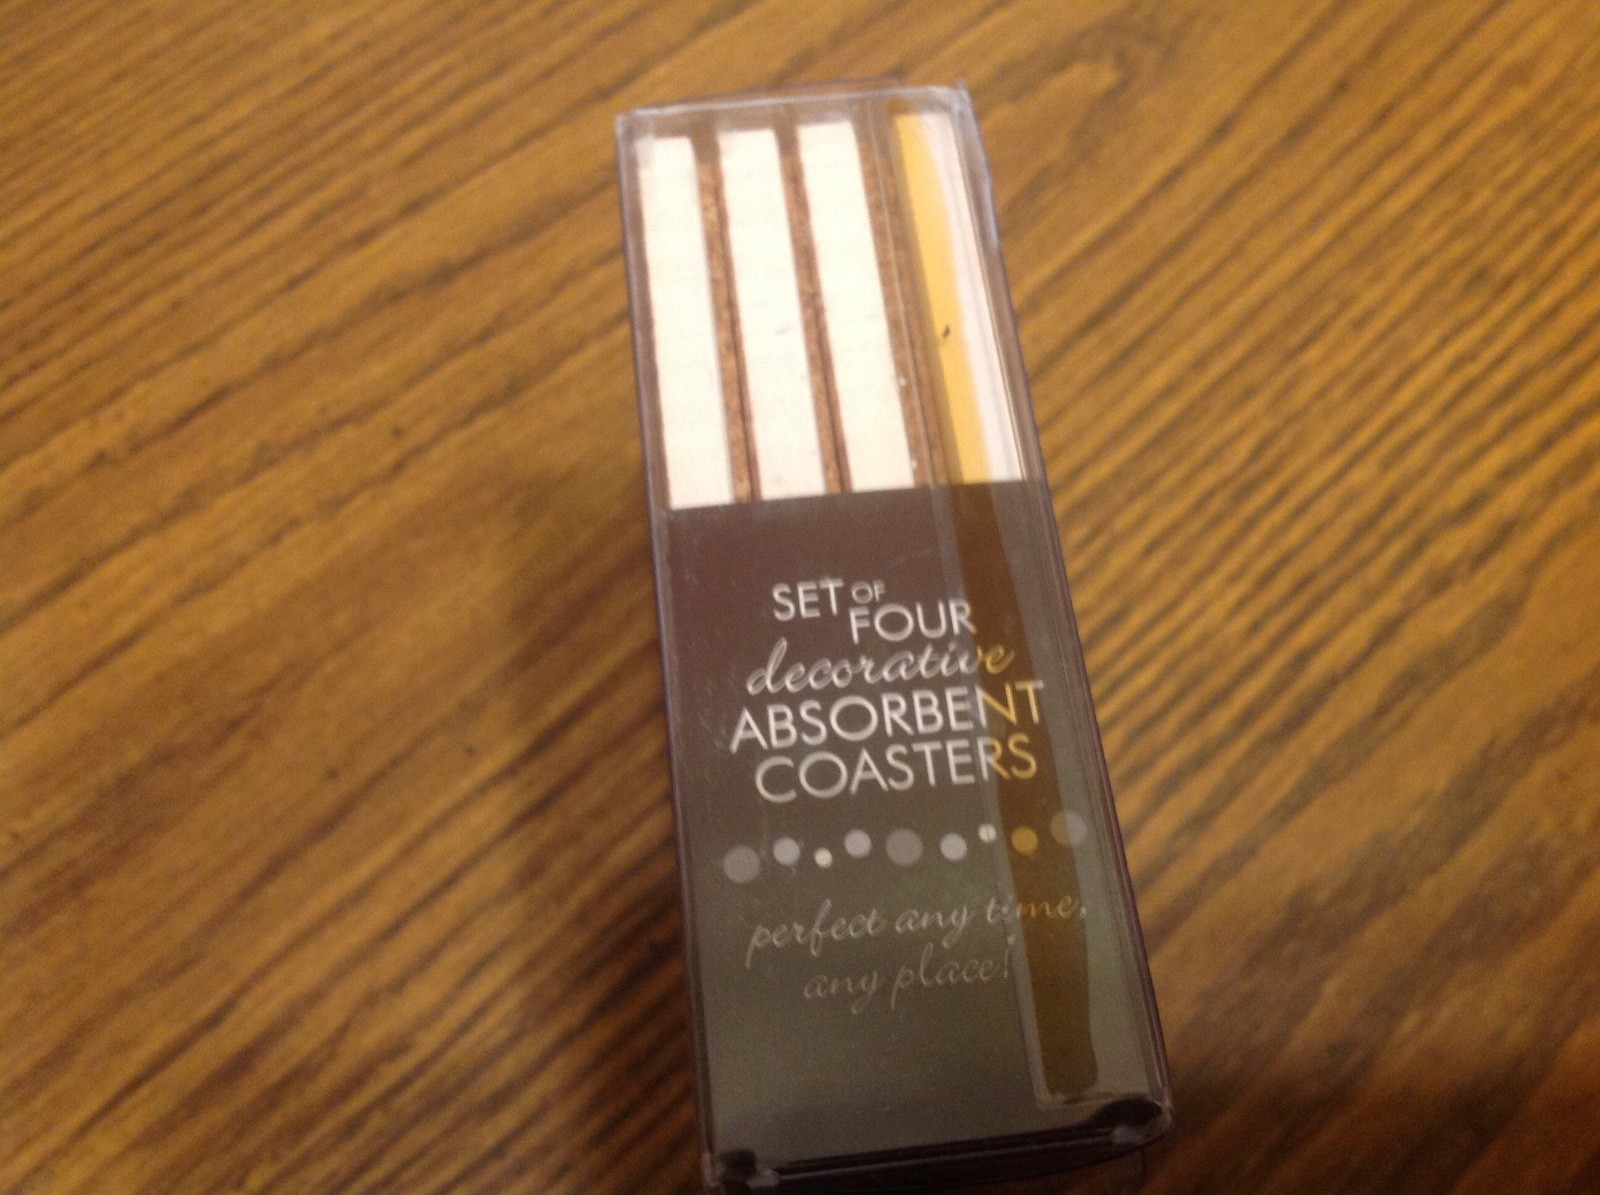 SET OF
FOUR
decorative
ABSORBENT
COASTERS
perfect any time,
any place!